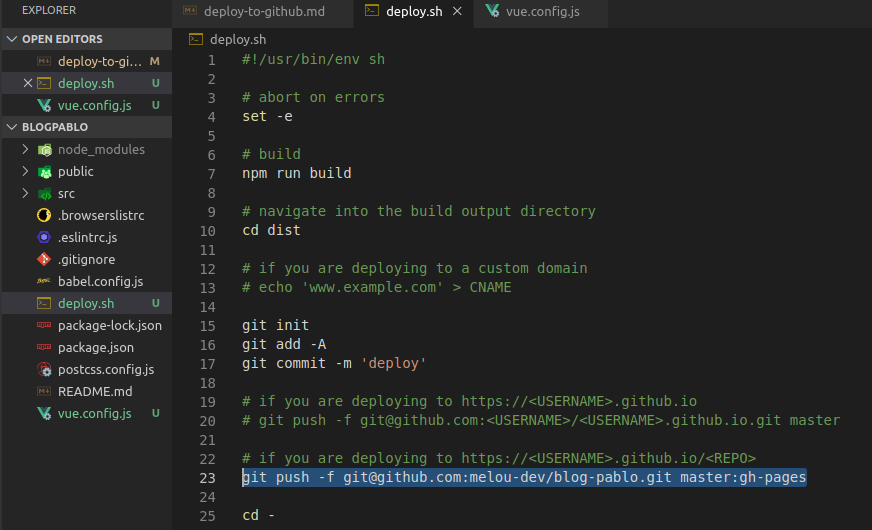 EXPLORER
OPEN EDITORS
deploy-to-gi... M
deploy.sh U
vue.config.js U
BLOGPABLO
node_modules
public
src
.browserslistrc
.eslintrc.js
.gitignore
babel.config.js
deploy.sh U
package-lock.json
package.json
postcss.config.js
README.md
vue.config.js U
deploy-to-github.md deploy.sh vue.config.js
deploy.sh
1 #!/usr/bin/env sh
2
3 # abort on errors
4 set -e
5
6 # build
7 npm run build
8
9 # navigate into the build output directory
10 cd dist
11
12 # if you are deploying to a custom domain
13 # echo 'www.example.com' > CNAME
14
15 git init
16 git add -A
17 git commit -m 'deploy'
18
19 # if you are deploying to https://<USERNAME>.github.io
20 # git push -f git@github.com:<USERNAME>/<USERNAME>.github.io.git master
21
22 # if you are deploying to https://<USERNAME>.github.io/<REPO>
23 git push -f git@github.com:melou-dev/blog-pablo.git master:gh-pages
24
25 cd -